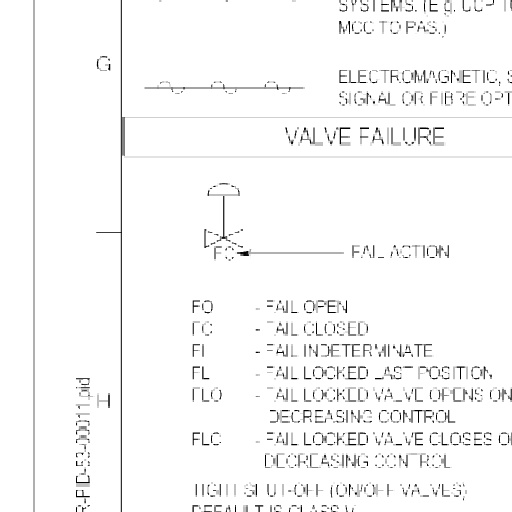 SYSTEMS. (E.g. UCP TO
MCC TO PAS.)
G
ELECTROMAGNETIC, S
SIGNAL OR FIBRE OPT
VALVE FAILURE
FC
FAIL ACTION
FO - FAIL OPEN
FC - FAIL CLOSED
FI - FAIL INDETERMINATE
FL - FAIL LOCKED LAST POSITION
FLO - FAIL LOCKED VALVE OPENS ON
DECREASING CONTROL
FLC - FAIL LOCKED VALVE CLOSES O
DECREASING CONTROL
H
R-PID-53-00011.pid
TIGHT SHUT-OFF (ON/OFF VALVES)
DEFAULT IS CLASS V